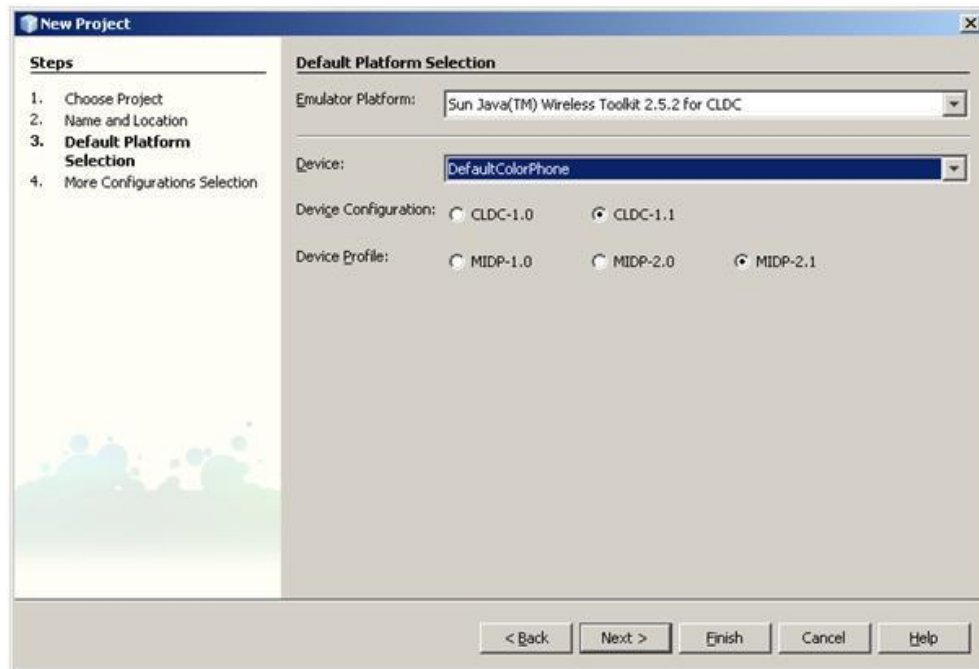 New Project
Steps
1. Choose Project
2. Name and Location
3. Default Platform
Selection
4. More Configurations Selection
Default Platform Selection
Emulator Platform: Sun Java(TM) Wireless Toolkit 2.5.2 for CLDC
Device: DefaultColorPhone
Device Configuration: CLDC-1.0 CLDC-1.1
Device Profile: MIDP-1.0 MIDP-2.0 MIDP-2.1
< Back Next > Finish Cancel Help